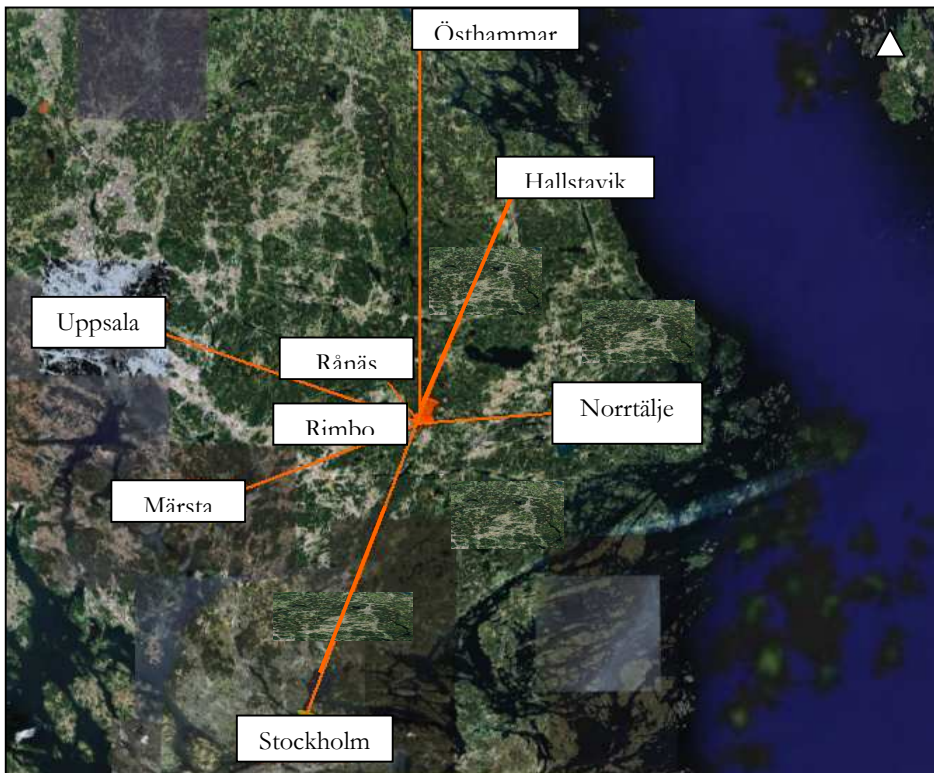 Östhammar
Hallstavik
Uppsala
Rånäs
Norrtälje
Rimbo
Märsta
Stockholm